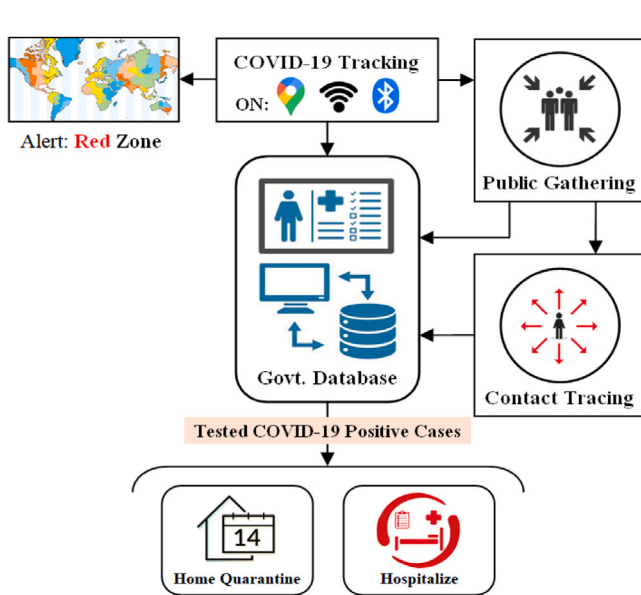 COVID-19 Tracking
ON:
Alert: Red Zone
Public Gathering
Govt. Database
Contact Tracing
Tested COVID-19 Positive Cases
14
Home Quarantine
Hospitalize